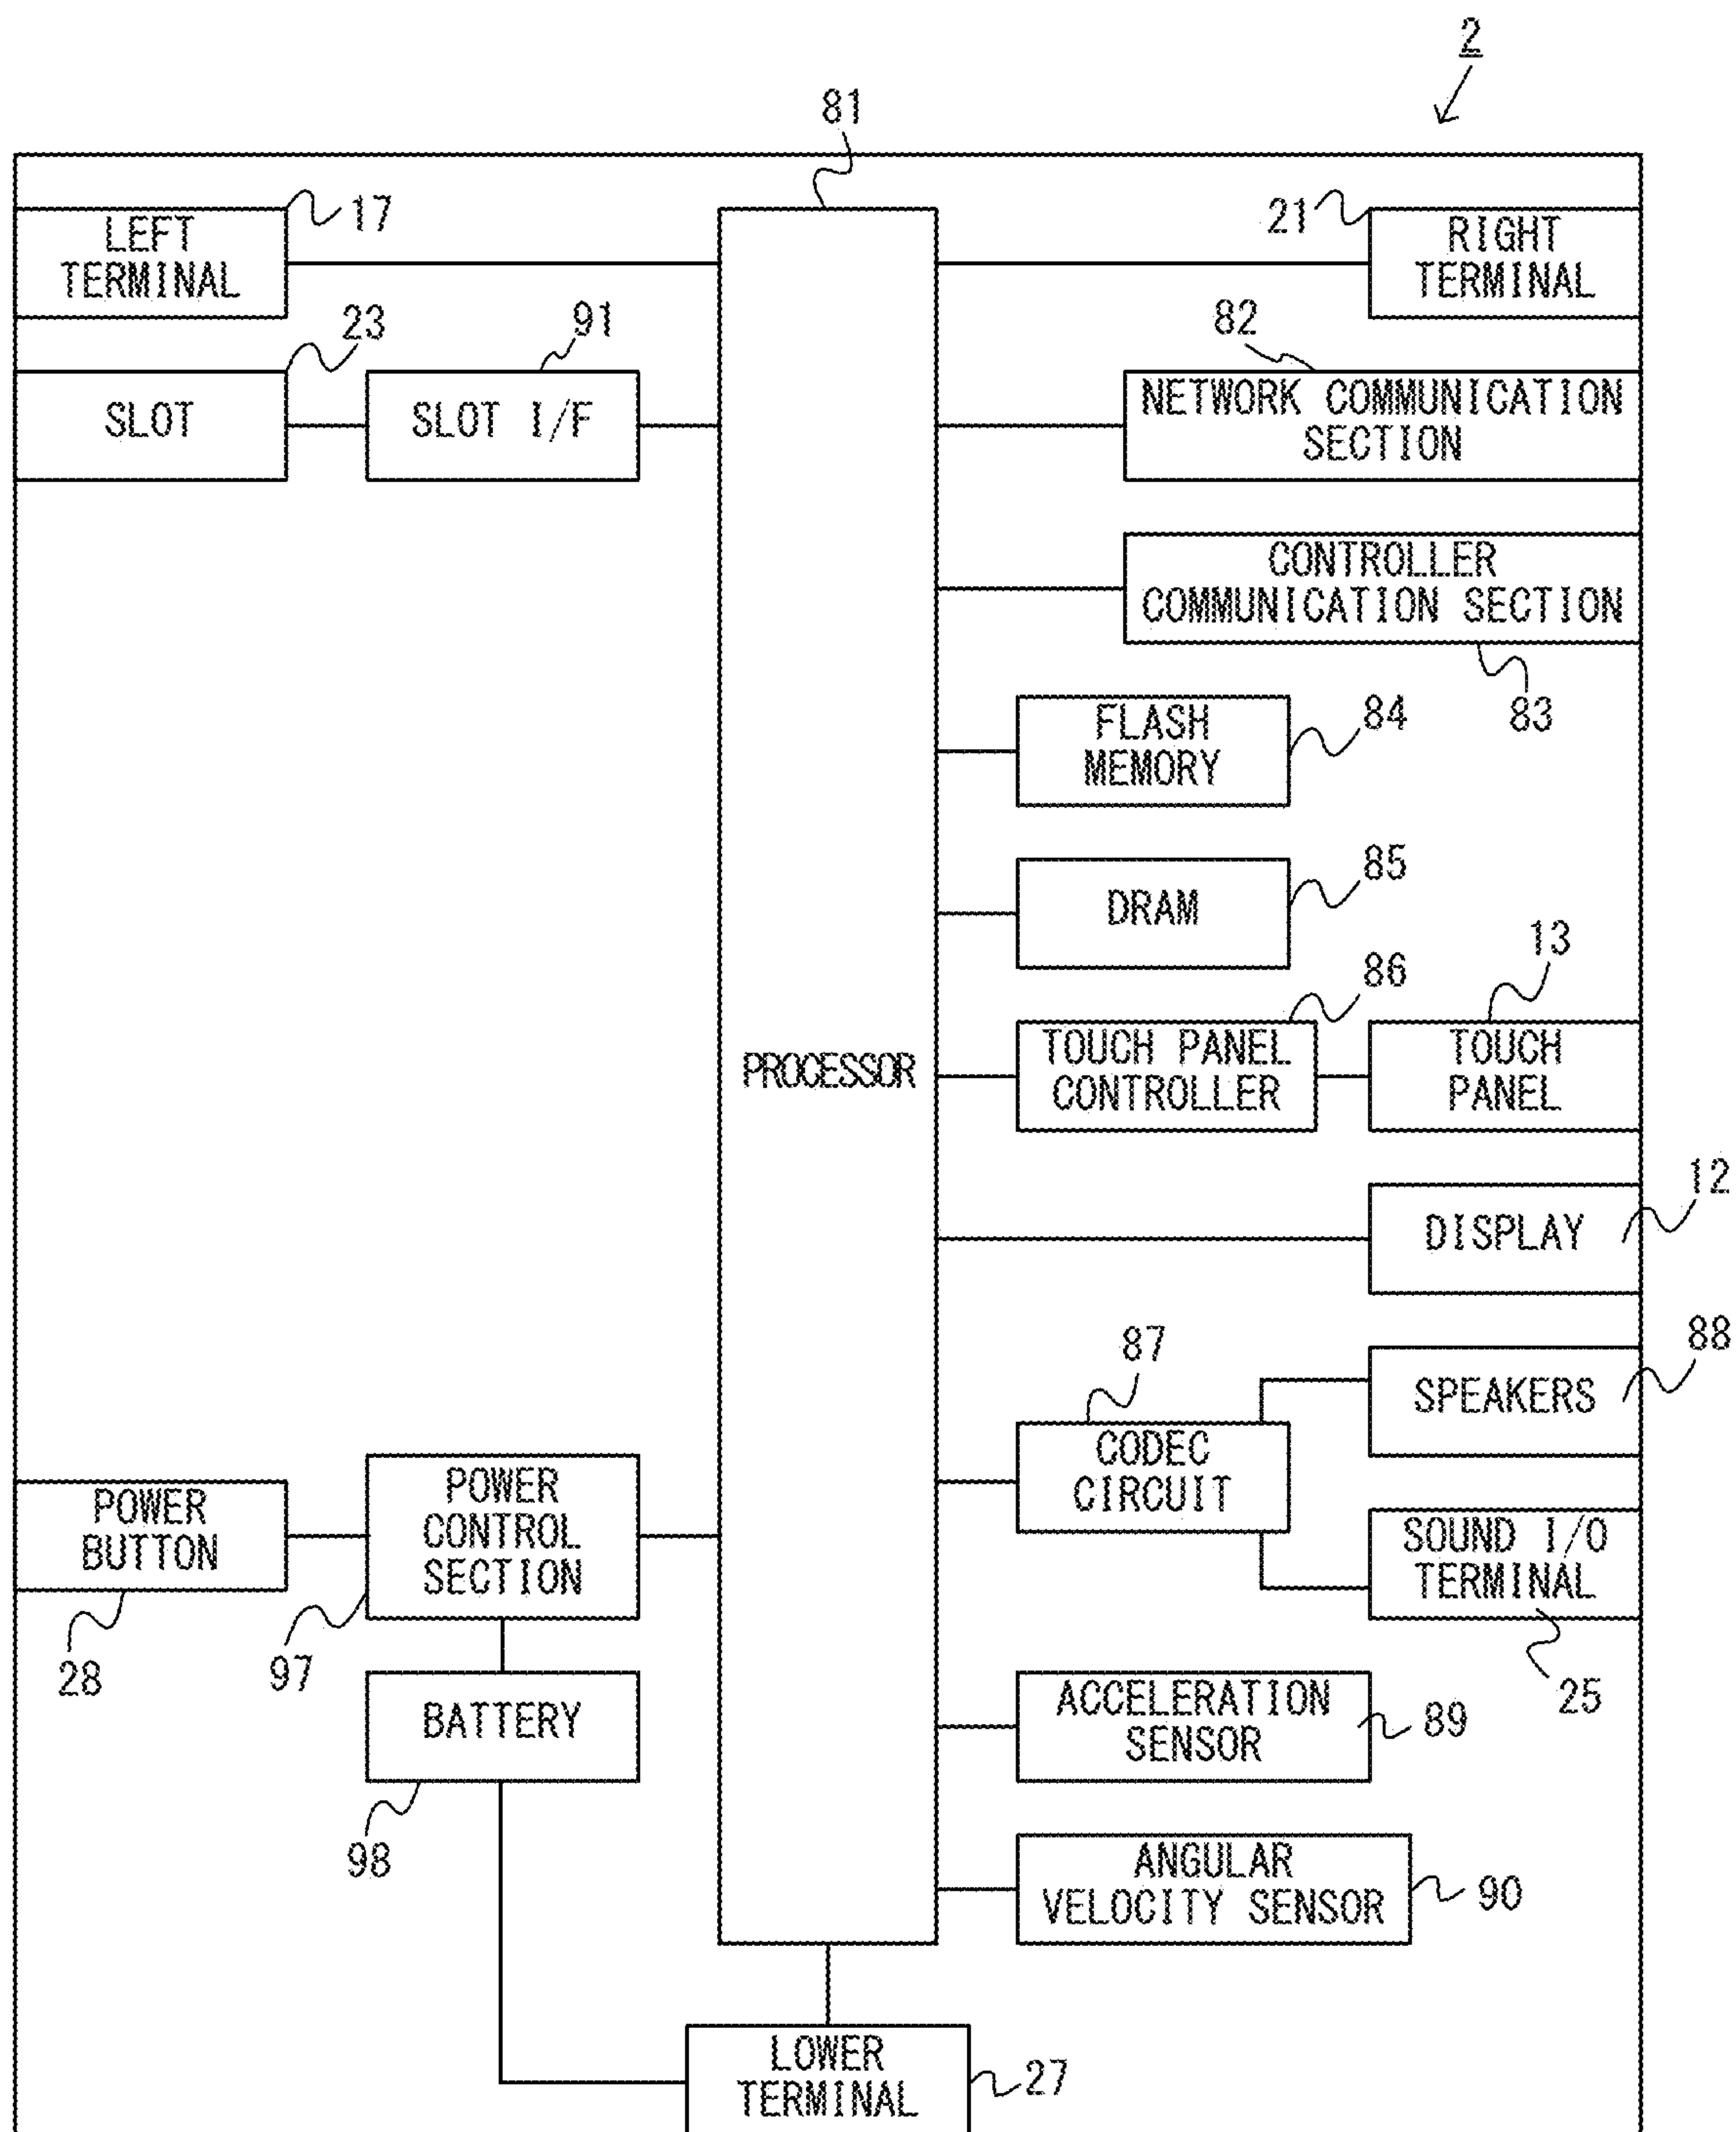 2
81
17
LEFT
TERMINAL
21
RIGHT
TERMINAL
23
91
82
SLOT
SLOT I/F
NETWORK COMMUNICATION
SECTION
CONTROLLER
COMMUNICATION SECTION
83
FLASH
MEMORY
84
DRAM
85
86
13
PROCESSOR
TOUCH PANEL
CONTROLLER
TOUCH
PANEL
12
DISPLAY
87
88
SPEAKERS
CODEC
CIRCUIT
POWER
BUTTON
POWER
CONTROL
SECTION
SOUND I/O
TERMINAL
28
97
25
BATTERY
ACCELERATION
SENSOR
89
98
ANGULAR
VELOCITY SENSOR
90
LOWER
TERMINAL
27